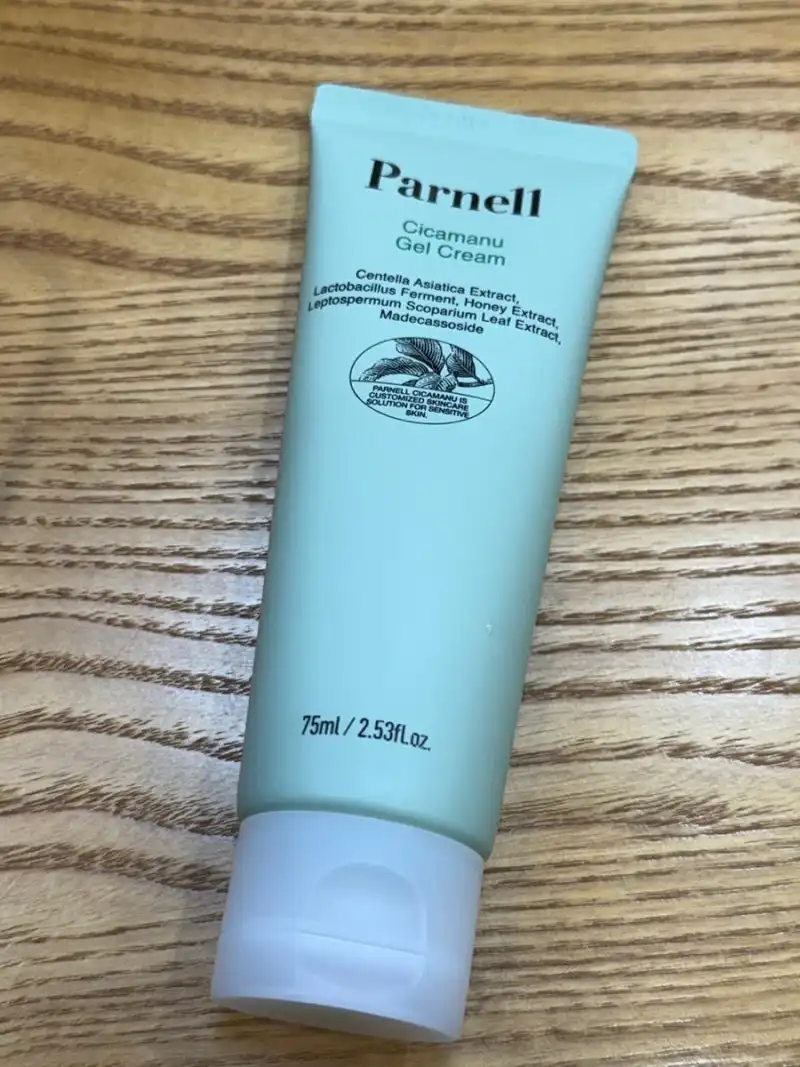 Parnell
Cicamanu
Gel Cream
Centella Asiatica Extract,
Lactobacillus Ferment, Honey Extract,
Leptospermum Scoparium Leaf Extract,
Madecassoside
PARNELL CICAMANU IS
CUSTOMIZED SKINCARE
SOLUTION FOR SENSITIVE
SKIN.
75ml / 2.53fl.oz.